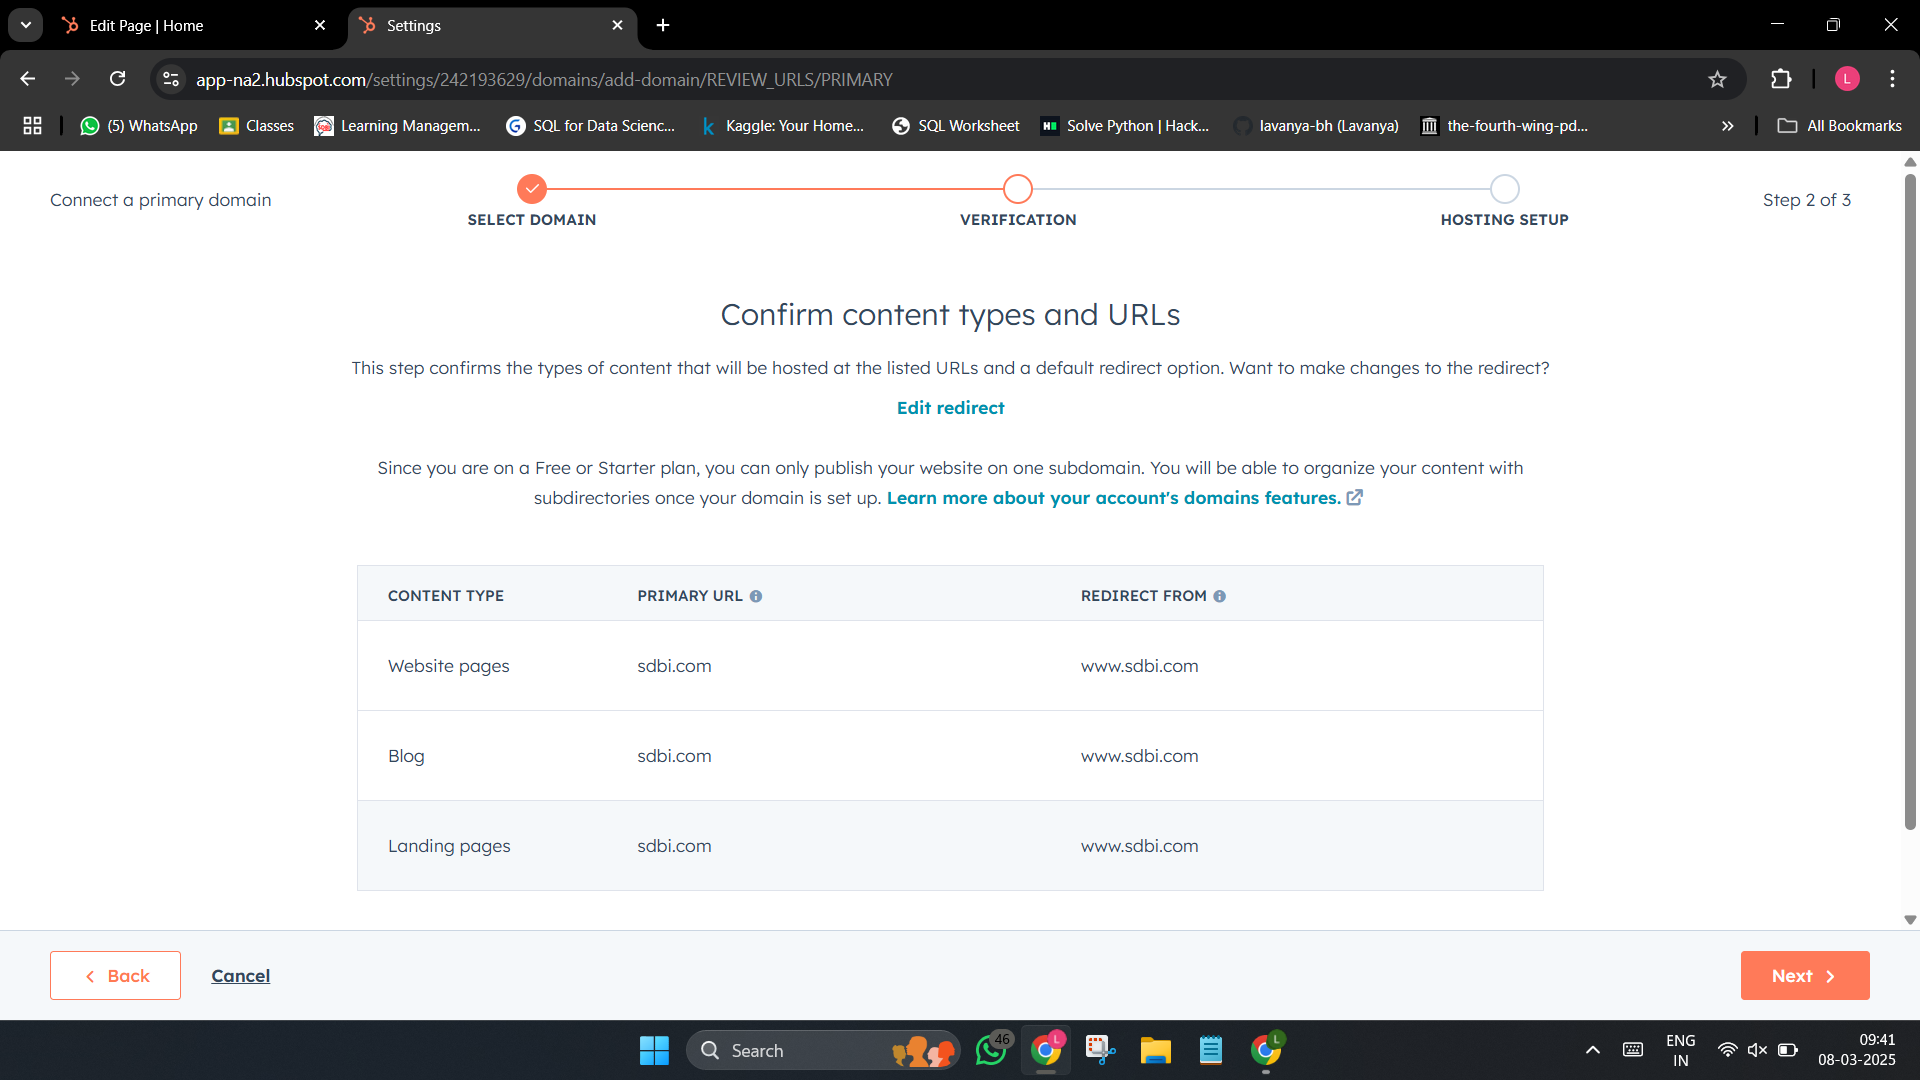 Edit Page | Home
Settings
app-na2.hubspot.com/settings/242193629/domains/add-domain/REVIEW_URLS/PRIMARY
L
(5) WhatsApp
Classes
Learning Managem...
SQL for Data Scienc...
Kaggle: Your Home...
SQL Worksheet
Solve Python | Hack...
lavanya-bh (Lavanya)
the-fourth-wing-pd...
All Bookmarks
Connect a primary domain
SELECT DOMAIN
VERIFICATION
HOSTING SETUP
Step 2 of 3
Confirm content types and URLs
This step confirms the types of content that will be hosted at the listed URLs and a default redirect option. Want to make changes to the redirect?
Edit redirect
Since you are on a Free or Starter plan, you can only publish your website on one subdomain. You will be able to organize your content with
subdirectories once your domain is set up. Learn more about your account's domains features.
CONTENT TYPE PRIMARY URL REDIRECT FROM
Website pages sdbi.com www.sdbi.com
Blog sdbi.com www.sdbi.com
Landing pages sdbi.com www.sdbi.com
Back
Cancel
Next
Search
46
L
L
ENG
IN
09:41
08-03-2025